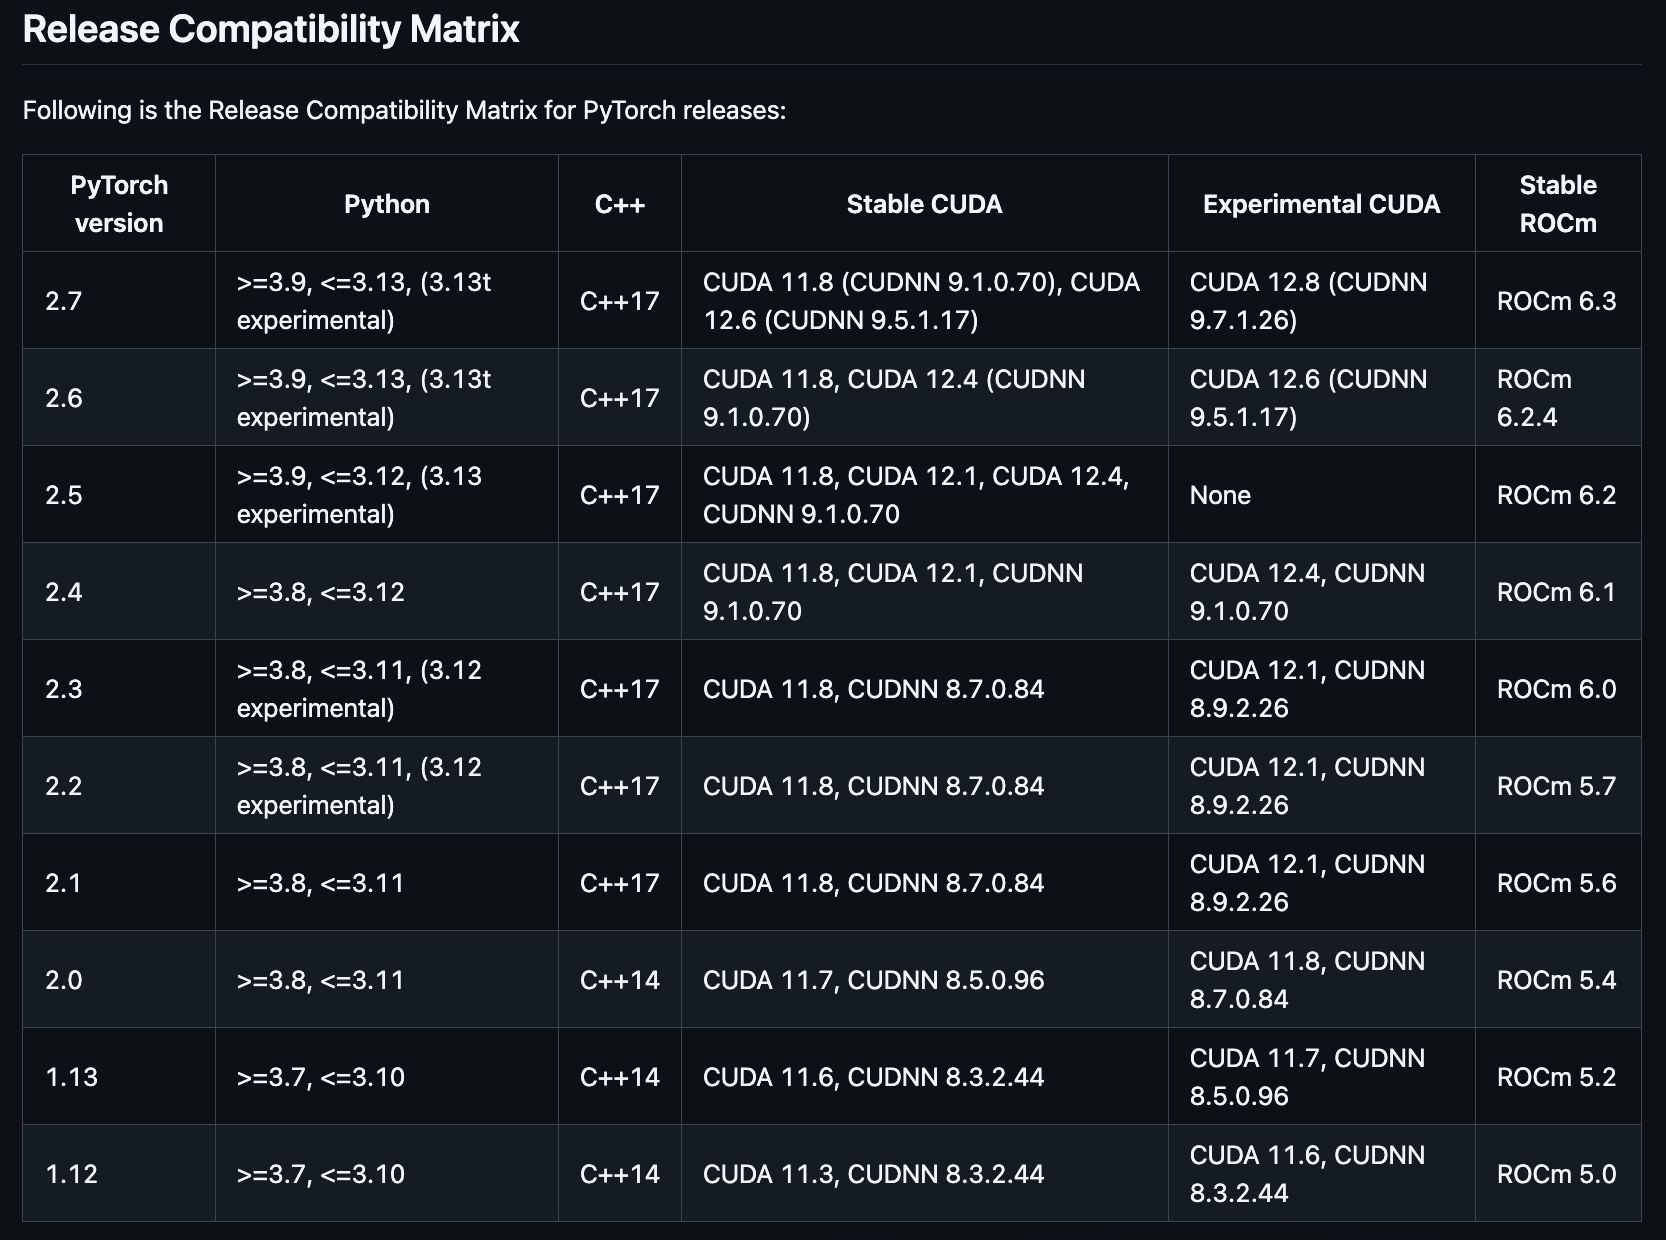 Release Compatibility Matrix
Following is the Release Compatibility Matrix for PyTorch releases:
PyTorch
version
Python
C++
Stable CUDA
Experimental CUDA
Stable
ROCm
2.7
>=3.9, <=3.13, (3.13t
experimental)
C++17
CUDA 11.8 (CUDNN 9.1.0.70), CUDA
12.6 (CUDNN 9.5.1.17)
CUDA 12.8 (CUDNN
9.7.1.26)
ROCm 6.3
2.6
>=3.9, <=3.13, (3.13t
experimental)
C++17
CUDA 11.8, CUDA 12.4 (CUDNN
9.1.0.70)
CUDA 12.6 (CUDNN
9.5.1.17)
ROCm
6.2.4
2.5
>=3.9, <=3.12, (3.13
experimental)
C++17
CUDA 11.8, CUDA 12.1, CUDA 12.4,
CUDNN 9.1.0.70
None
ROCm 6.2
2.4
>=3.8, <=3.12
C++17
CUDA 11.8, CUDA 12.1, CUDNN
9.1.0.70
CUDA 12.4, CUDNN
9.1.0.70
ROCm 6.1
2.3
>=3.8, <=3.11, (3.12
experimental)
C++17
CUDA 11.8, CUDNN 8.7.0.84
CUDA 12.1, CUDNN
8.9.2.26
ROCm 6.0
2.2
>=3.8, <=3.11, (3.12
experimental)
C++17
CUDA 11.8, CUDNN 8.7.0.84
CUDA 12.1, CUDNN
8.9.2.26
ROCm 5.7
2.1
>=3.8, <=3.11
C++17
CUDA 11.8, CUDNN 8.7.0.84
CUDA 12.1, CUDNN
8.9.2.26
ROCm 5.6
2.0
>=3.8, <=3.11
C++14
CUDA 11.7, CUDNN 8.5.0.96
CUDA 11.8, CUDNN
8.7.0.84
ROCm 5.4
1.13
>=3.7, <=3.10
C++14
CUDA 11.6, CUDNN 8.3.2.44
CUDA 11.7, CUDNN
8.5.0.96
ROCm 5.2
1.12
>=3.7, <=3.10
C++14
CUDA 11.3, CUDNN 8.3.2.44
CUDA 11.6, CUDNN
8.3.2.44
ROCm 5.0